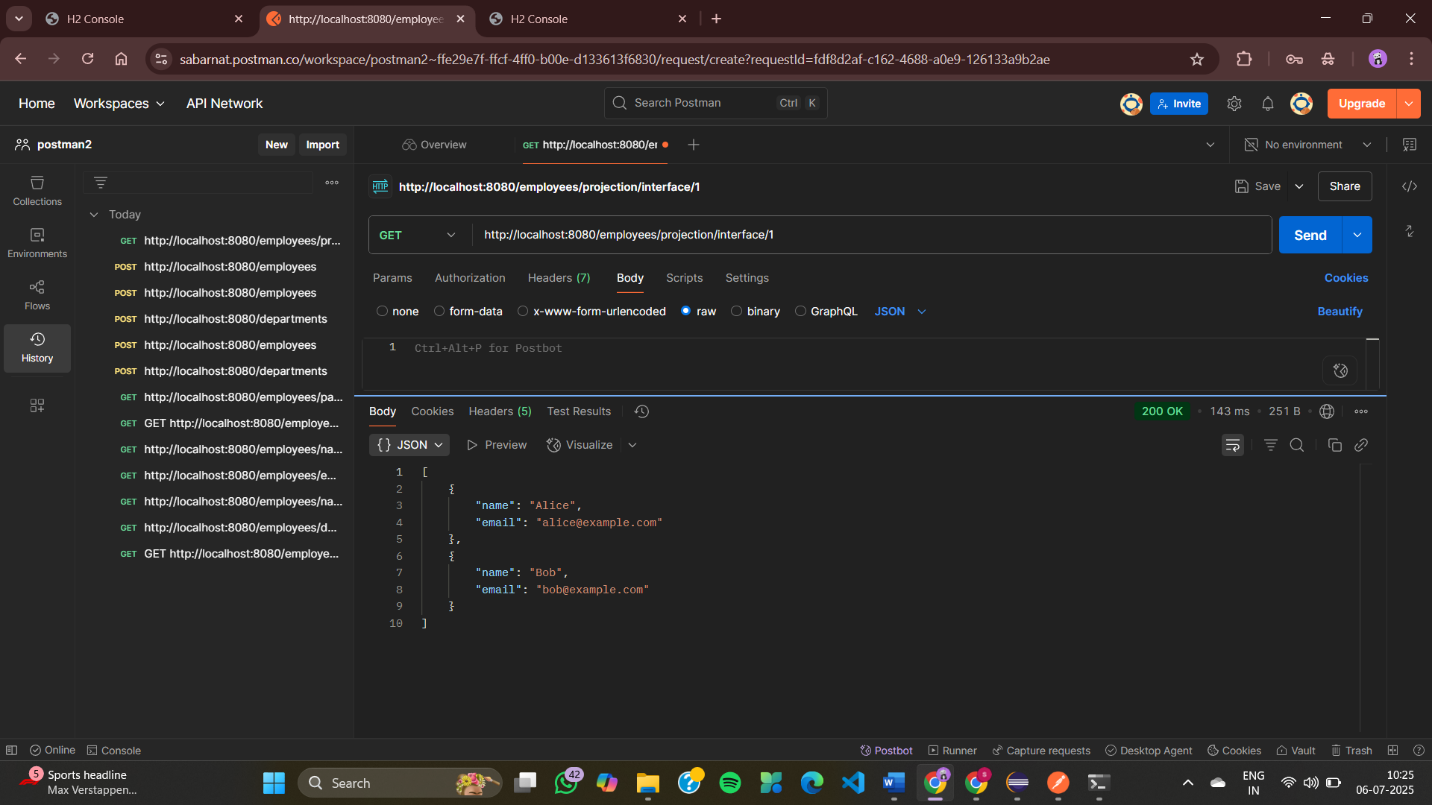 H2 Console
http://localhost:8080/employee
H2 Console
sabarnat.postman.co/workspace/postman2~ffe29e7f-ffcf-4ff0-b00e-d133613f6830/request/create?requestId=fdf8d2af-c162-4688-a0e9-126133a9b2ae
Home Workspaces API Network Search Postman Ctrl K Invite Upgrade
postman2 New Import Overview GET http://localhost:8080/er No environment
Collections
Environments
Flows
History
Today
GET http://localhost:8080/employees/pr...
POST http://localhost:8080/employees
POST http://localhost:8080/employees
POST http://localhost:8080/departments
POST http://localhost:8080/employees
POST http://localhost:8080/departments
GET http://localhost:8080/employees/pa...
GET GET http://localhost:8080/employe...
GET http://localhost:8080/employees/na...
GET http://localhost:8080/employees/e...
GET http://localhost:8080/employees/na...
GET http://localhost:8080/employees/d...
GET GET http://localhost:8080/employe...
HTTP http://localhost:8080/employees/projection/interface/1 Save Share
GET http://localhost:8080/employees/projection/interface/1 Send
Params Authorization Headers (7) Body Scripts Settings Cookies
none form-data x-www-form-urlencoded raw binary GraphQL JSON Beautify
1 Ctrl+Alt+P for Postbot
Body Cookies Headers (5) Test Results 200 OK 143 ms 251 B
{} JSON Preview Visualize
1 [
2 {
3 "name": "Alice",
4 "email": "alice@example.com"
5 },
6 {
7 "name": "Bob",
8 "email": "bob@example.com"
9 }
10 ]
Online Console Postbot Runner Capture requests Desktop Agent Cookies Vault Trash
5 Sports headline
Max Verstappen...
Search
42
ENG
IN
10:25
06-07-2025